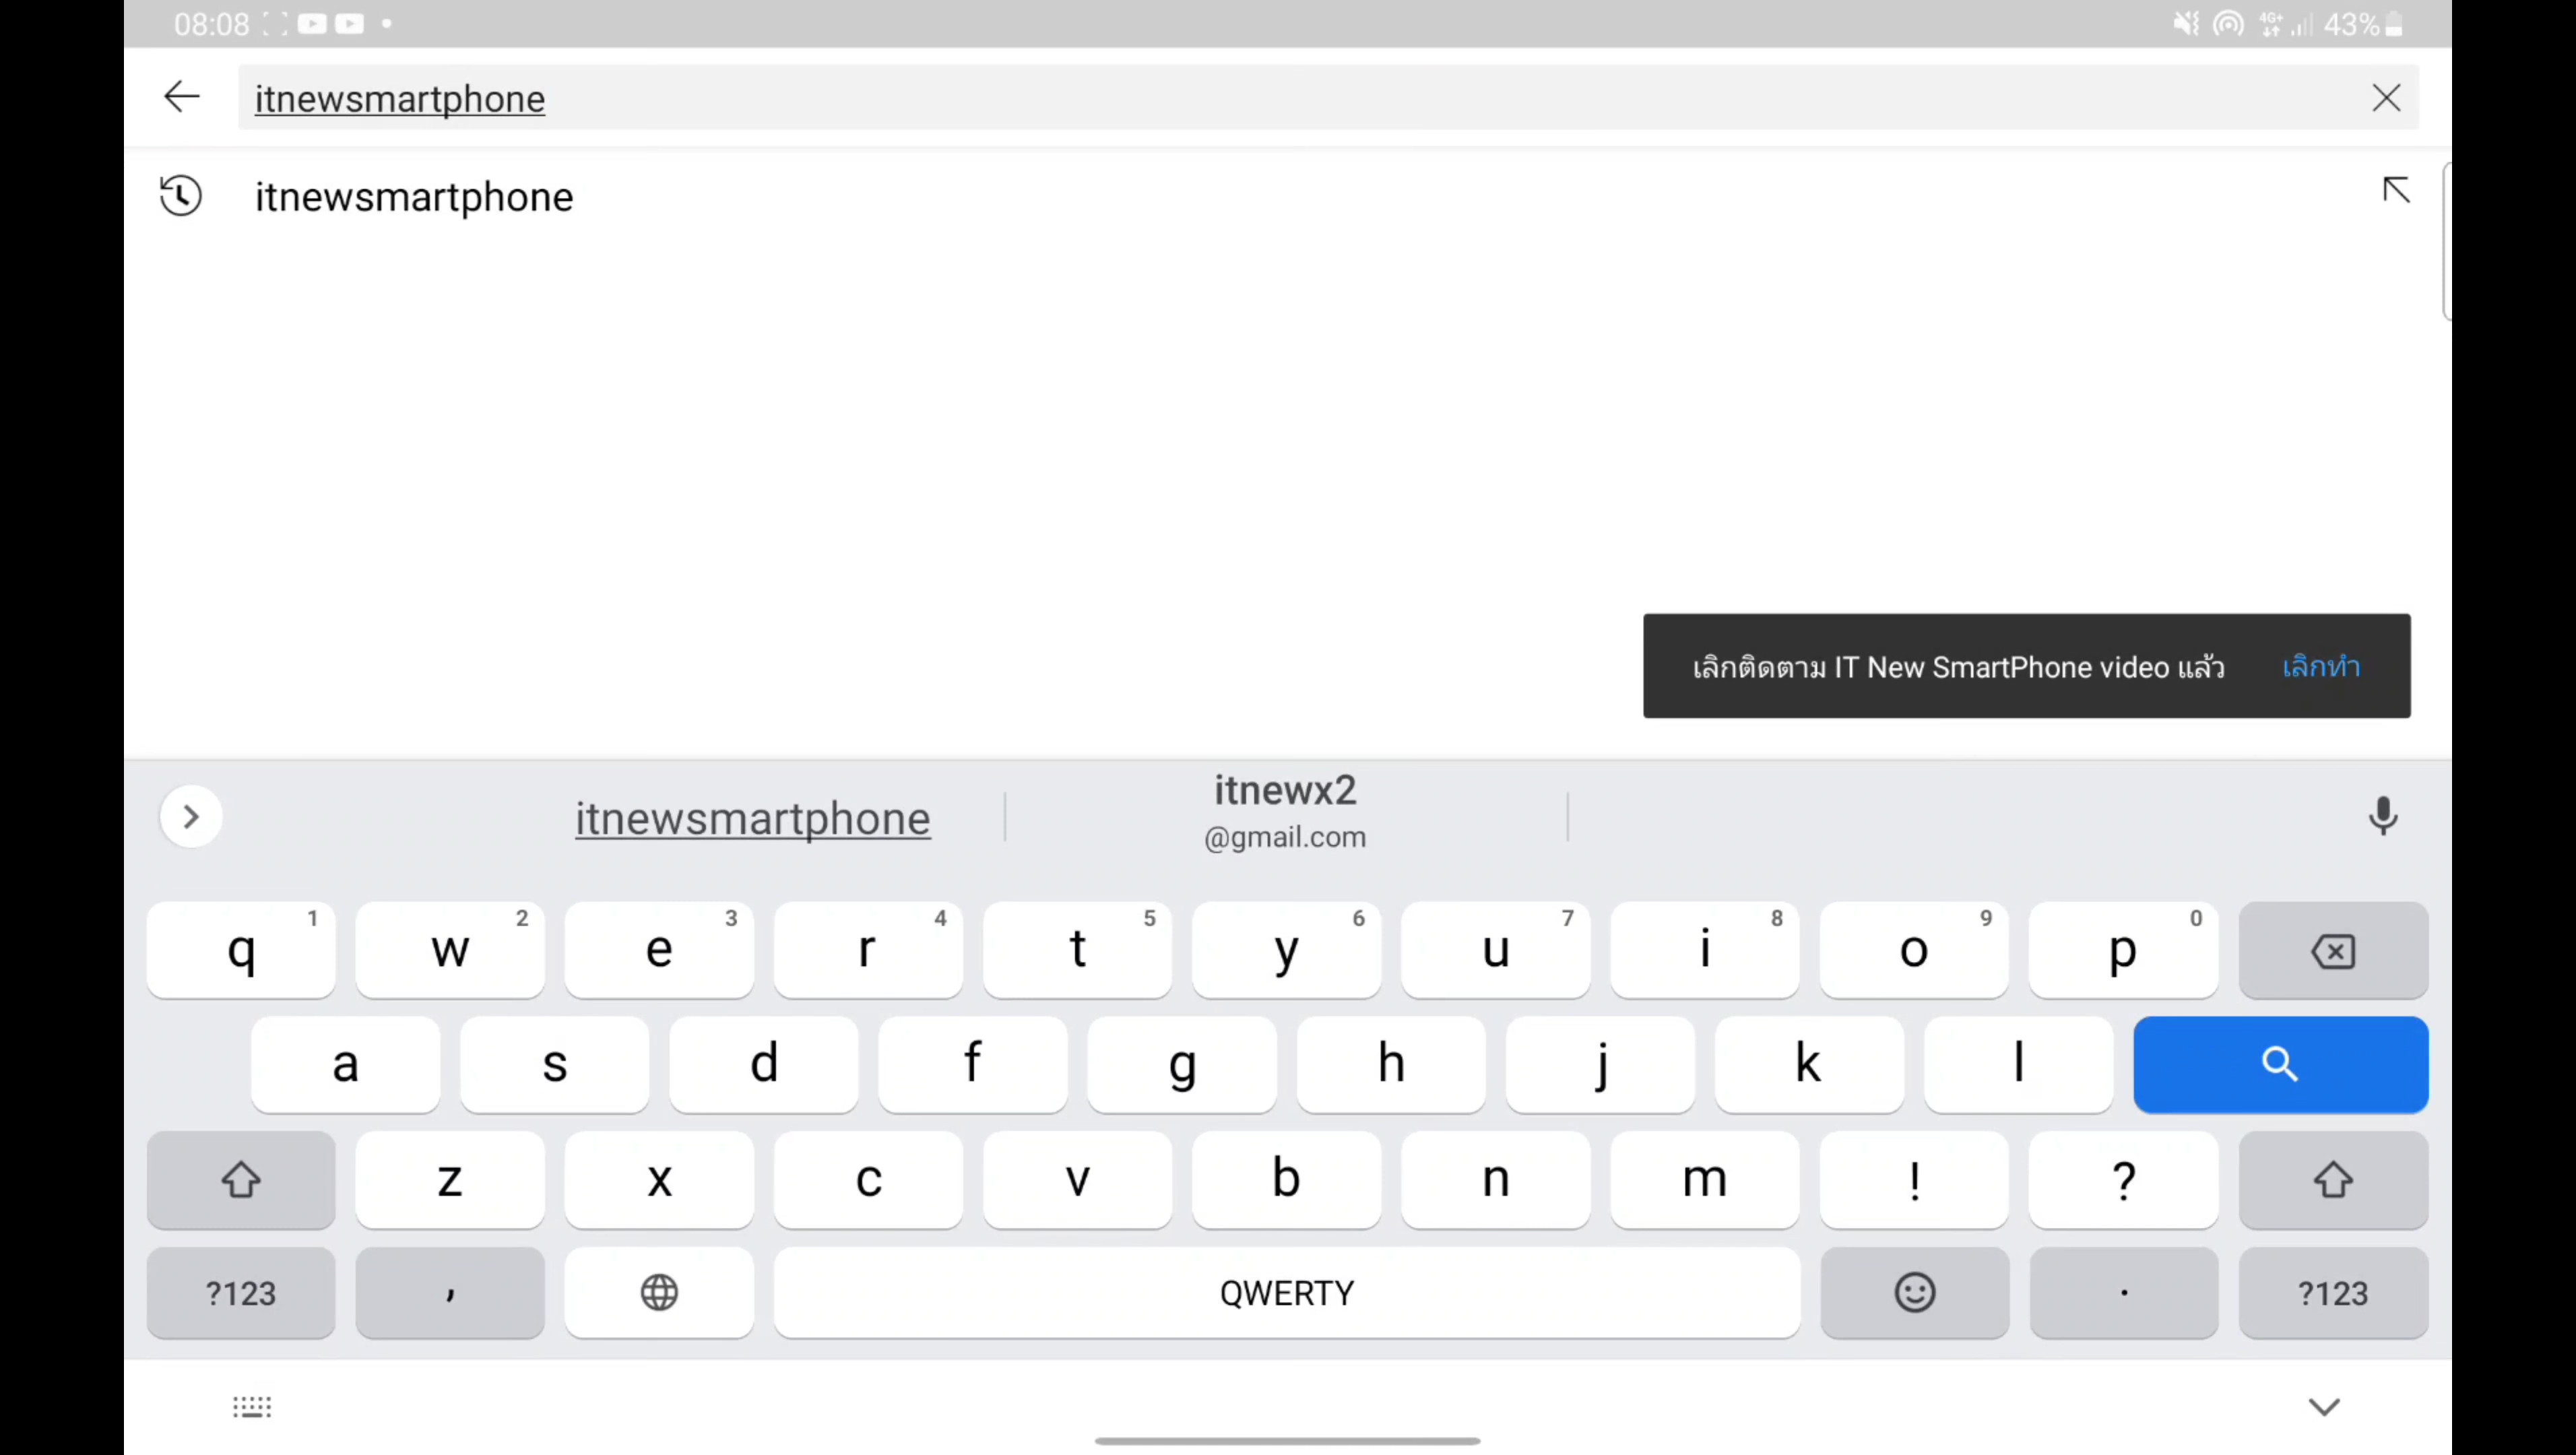 08:08
4G+ 43%
itnewsmartphone
itnewsmartphone
เลิกติดตาม IT New SmartPhone video แล้ว เลิกทำ
itnewsmartphone
itnewx2
@gmail.com
q 1 w 2 e 3 r 4 t 5 y 6 u 7 i 8 o 9 p 0
a s d f g h j k l
z x c v b n m ! ?
?123 , QWERTY . ?123